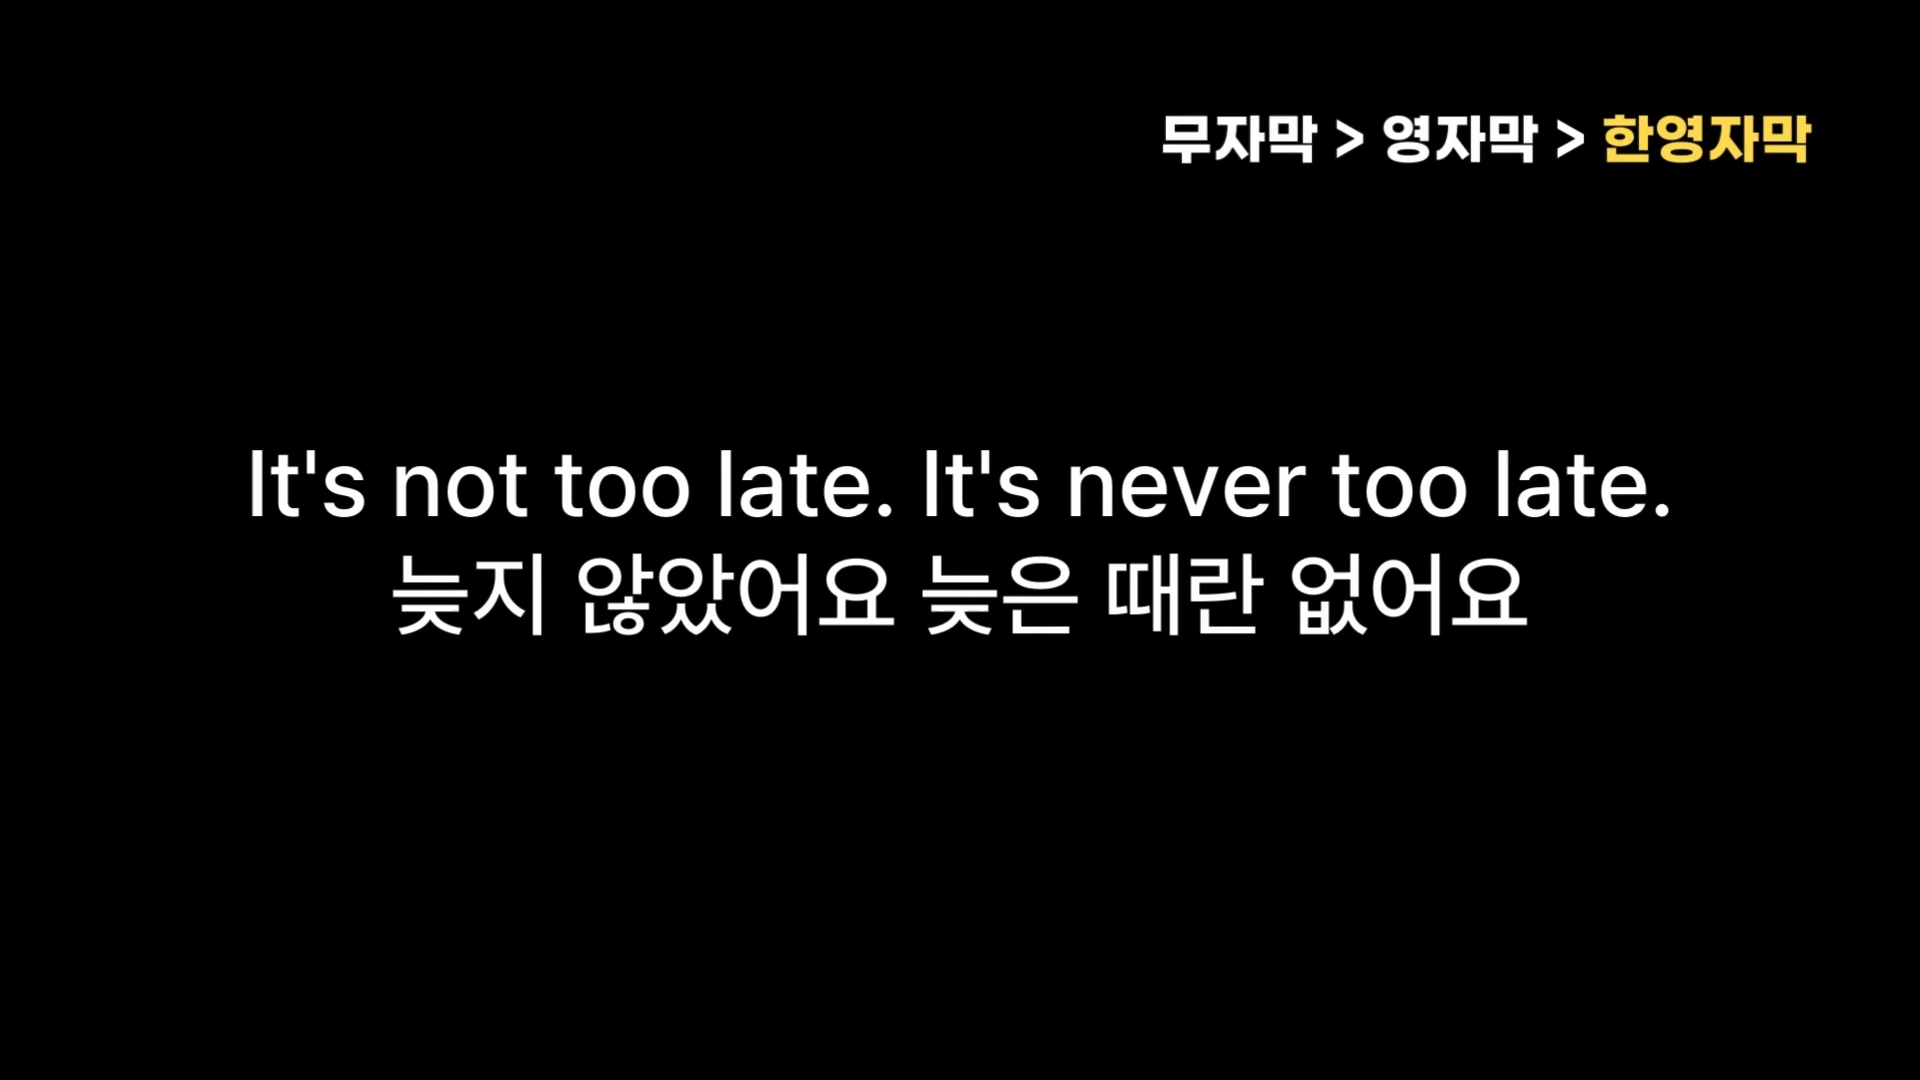 무자막 > 영자막 > 한영자막
It's not too late. It's never too late.
늦지 않았어요 늦은 때란 없어요